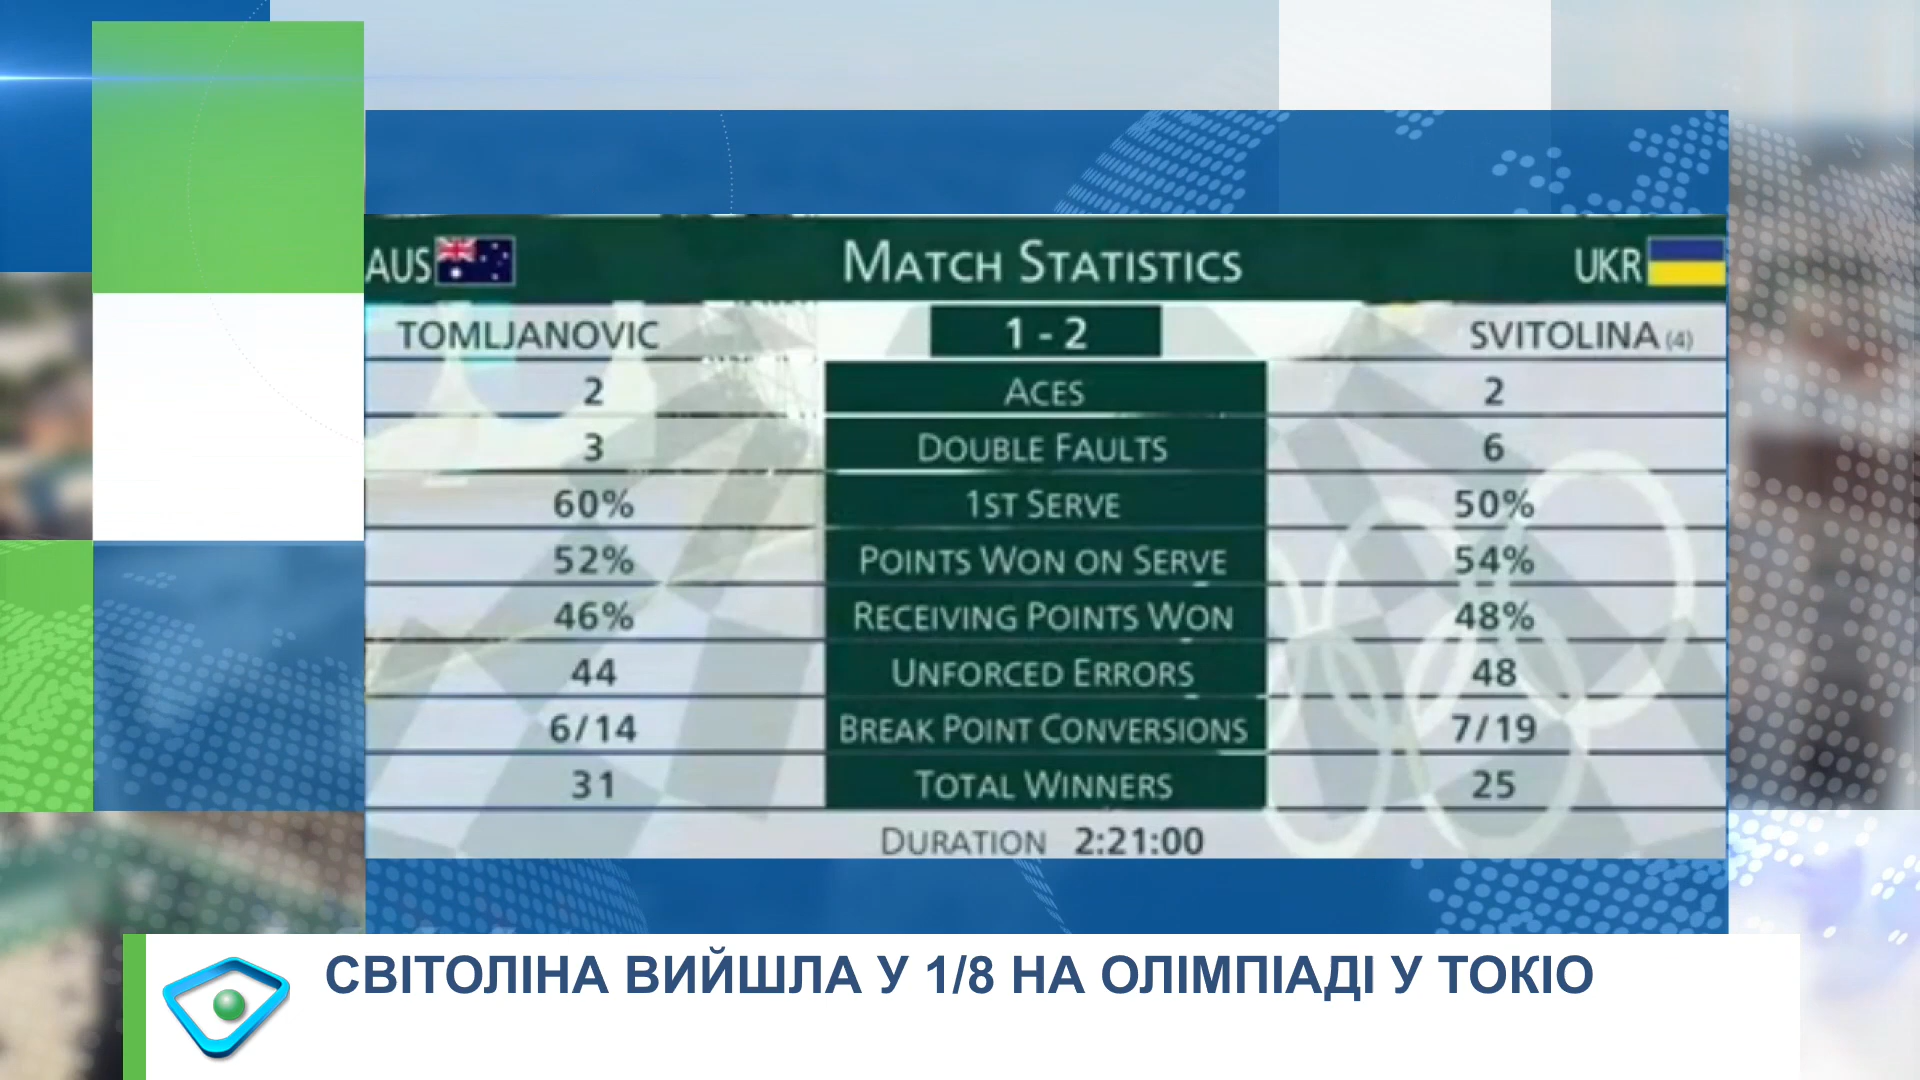 AUS MATCH STATISTICS UKR
TOMLJANOVIC 1 - 2 SVITOLINA (4)
2 ACES 2
3 DOUBLE FAULTS 6
60% 1ST SERVE 50%
52% POINTS WON ON SERVE 54%
46% RECEIVING POINTS WON 48%
44 UNFORCED ERRORS 48
6/14 BREAK POINT CONVERSIONS 7/19
31 TOTAL WINNERS 25
DURATION 2:21:00
СВІТОЛІНА ВИЙШЛА У 1/8 НА ОЛІМПІАДІ У ТОКІО